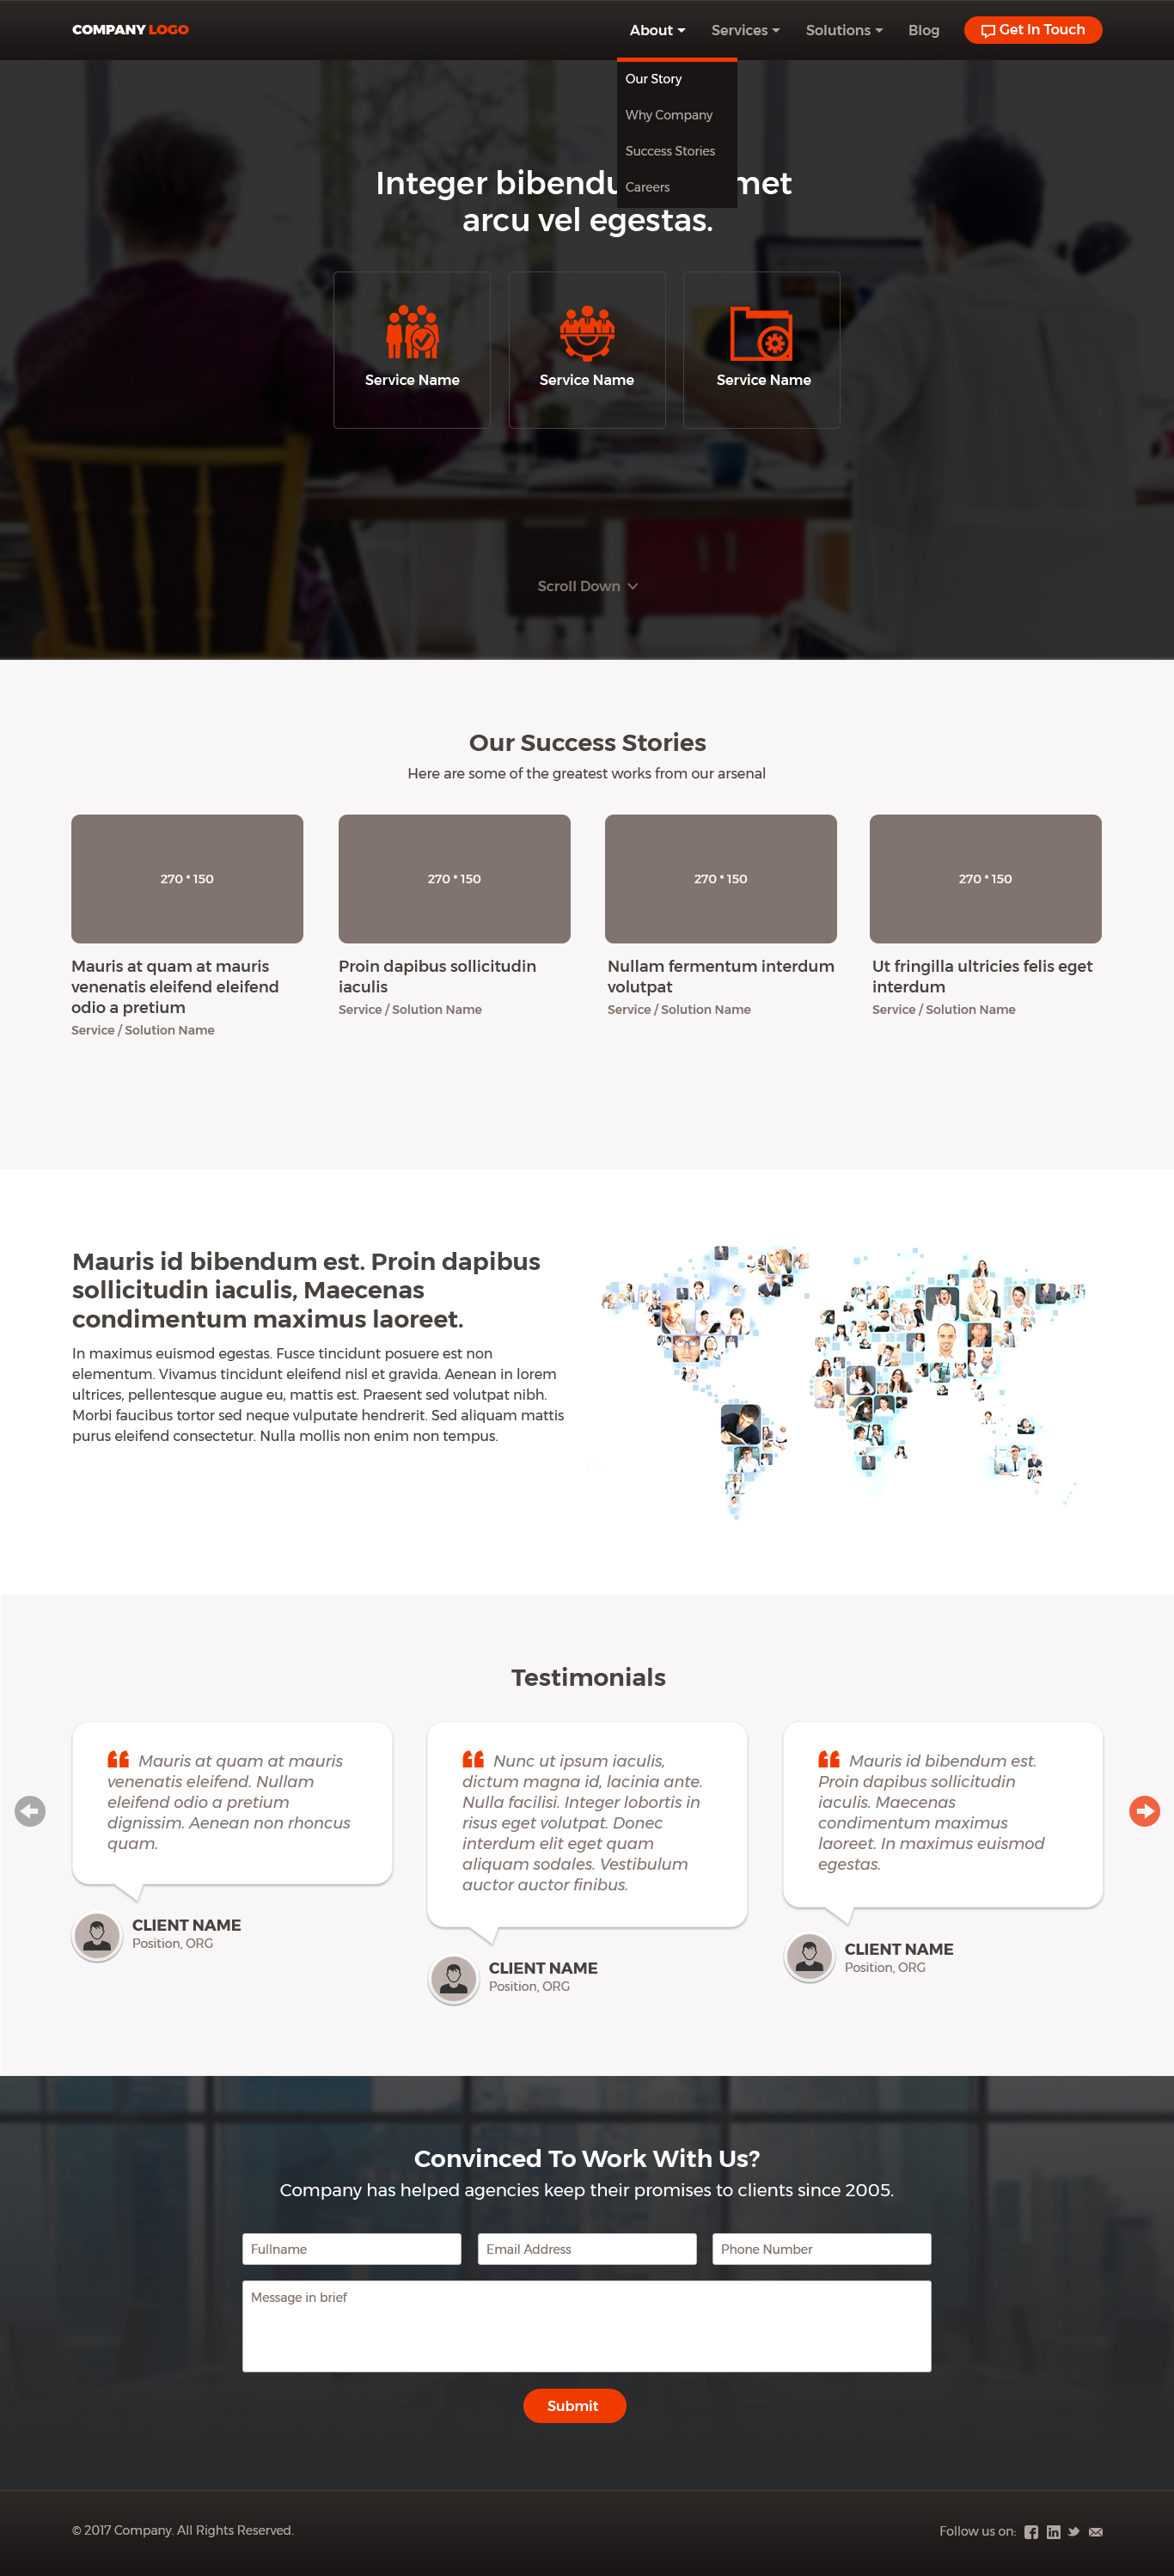 COMPANY LOGO
About
Services
Solutions
Blog
Get In Touch
Our Story
Why Company
Success Stories
Careers
Integer met
arcu vel egestas.
Service Name
Service Name
Service Name
Scroll Down
Our Success Stories
Here are some of the greatest works from our arsenal
270 * 150
270 * 150
270 * 150
270 * 150
Mauris at quam at mauris
venenatis eleifend eleifend
odio a pretium
Service / Solution Name
Proin dapibus sollicitudin
iaculis
Service / Solution Name
Nullam fermentum interdum
volutpat
Service / Solution Name
Ut fringilla ultricies felis eget
interdum
Service / Solution Name
Mauris id bibendum est. Proin dapibus
sollicitudin iaculis, Maecenas
condimentum maximus laoreet.
In maximus euismod egestas. Fusce tincidunt posuere est non
elementum. Vivamus tincidunt eleifend nisl et gravida. Aenean in lorem
ultrices, pellentesque augue eu, mattis est. Praesent sed volutpat nibh.
Morbi faucibus tortor sed neque vulputate hendrerit. Sed aliquam mattis
purus eleifend consectetur. Nulla mollis non enim non tempus.
Testimonials
Mauris at quam at mauris
venenatis eleifend. Nullam
eleifend odio a pretium
dignissim. Aenean non rhoncus
quam.
CLIENT NAME
Position, ORG
Nunc ut ipsum iaculis,
dictum magna id, lacinia ante.
Nulla facilisi. Integer lobortis in
risus eget volutpat. Donec
interdum elit eget quam
aliquam sodales. Vestibulum
auctor auctor finibus.
CLIENT NAME
Position, ORG
Mauris id bibendum est.
Proin dapibus sollicitudin
iaculis. Maecenas
condimentum maximus
laoreet. In maximus euismod
egestas.
CLIENT NAME
Position, ORG
Convinced To Work With Us?
Company has helped agencies keep their promises to clients since 2005.
Fullname
Email Address
Phone Number
Message in brief
Submit
© 2017 Company. All Rights Reserved.
Follow us on: